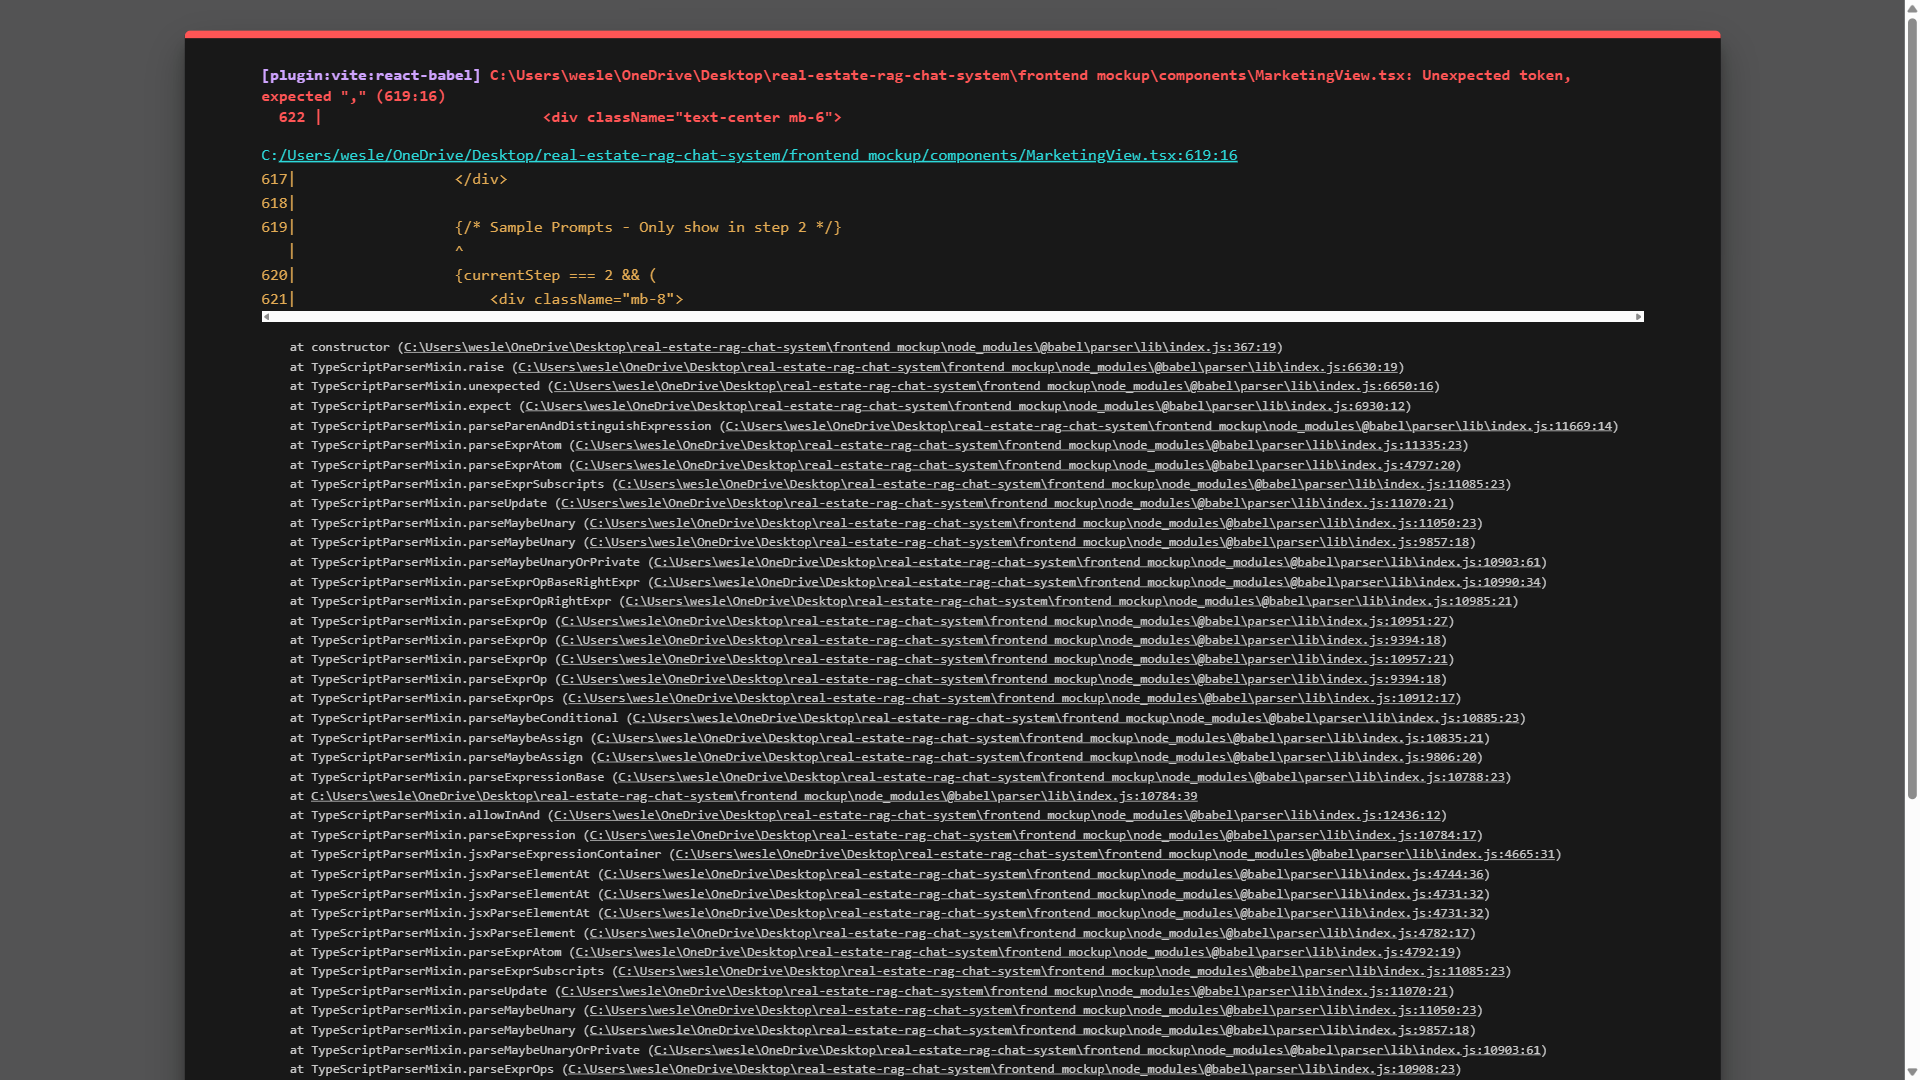 [plugin:vite:react-babel] C:\Users\wesle\OneDrive\Desktop\real-estate-rag-chat-system\frontend mockup\components\MarketingView.tsx: Unexpected token,
expected "," (619:16)
  622 |                         <div className="text-center mb-6">
C:/Users/wesle/OneDrive/Desktop/real-estate-rag-chat-system/frontend mockup/components/MarketingView.tsx:619:16
617|                  </div>
618|
619|                  {/* Sample Prompts - Only show in step 2 */}
   |                  ^
620|                  {currentStep === 2 && (
621|                      <div className="mb-8">
at constructor (C:\Users\wesle\OneDrive\Desktop\real-estate-rag-chat-system\frontend mockup\node_modules\@babel\parser\lib\index.js:367:19)
at TypeScriptParserMixin.raise (C:\Users\wesle\OneDrive\Desktop\real-estate-rag-chat-system\frontend mockup\node_modules\@babel\parser\lib\index.js:6630:19)
at TypeScriptParserMixin.unexpected (C:\Users\wesle\OneDrive\Desktop\real-estate-rag-chat-system\frontend mockup\node_modules\@babel\parser\lib\index.js:6650:16)
at TypeScriptParserMixin.expect (C:\Users\wesle\OneDrive\Desktop\real-estate-rag-chat-system\frontend mockup\node_modules\@babel\parser\lib\index.js:6930:12)
at TypeScriptParserMixin.parseParenAndDistinguishExpression (C:\Users\wesle\OneDrive\Desktop\real-estate-rag-chat-system\frontend mockup\node_modules\@babel\parser\lib\index.js:11669:14)
at TypeScriptParserMixin.parseExprAtom (C:\Users\wesle\OneDrive\Desktop\real-estate-rag-chat-system\frontend mockup\node_modules\@babel\parser\lib\index.js:11335:23)
at TypeScriptParserMixin.parseExprAtom (C:\Users\wesle\OneDrive\Desktop\real-estate-rag-chat-system\frontend mockup\node_modules\@babel\parser\lib\index.js:4797:20)
at TypeScriptParserMixin.parseExprSubscripts (C:\Users\wesle\OneDrive\Desktop\real-estate-rag-chat-system\frontend mockup\node_modules\@babel\parser\lib\index.js:11085:23)
at TypeScriptParserMixin.parseUpdate (C:\Users\wesle\OneDrive\Desktop\real-estate-rag-chat-system\frontend mockup\node_modules\@babel\parser\lib\index.js:11070:21)
at TypeScriptParserMixin.parseMaybeUnary (C:\Users\wesle\OneDrive\Desktop\real-estate-rag-chat-system\frontend mockup\node_modules\@babel\parser\lib\index.js:11050:23)
at TypeScriptParserMixin.parseMaybeUnary (C:\Users\wesle\OneDrive\Desktop\real-estate-rag-chat-system\frontend mockup\node_modules\@babel\parser\lib\index.js:9857:18)
at TypeScriptParserMixin.parseMaybeUnaryOrPrivate (C:\Users\wesle\OneDrive\Desktop\real-estate-rag-chat-system\frontend mockup\node_modules\@babel\parser\lib\index.js:10903:61)
at TypeScriptParserMixin.parseExprOpBaseRightExpr (C:\Users\wesle\OneDrive\Desktop\real-estate-rag-chat-system\frontend mockup\node_modules\@babel\parser\lib\index.js:10990:34)
at TypeScriptParserMixin.parseExprOpRightExpr (C:\Users\wesle\OneDrive\Desktop\real-estate-rag-chat-system\frontend mockup\node_modules\@babel\parser\lib\index.js:10985:21)
at TypeScriptParserMixin.parseExprOp (C:\Users\wesle\OneDrive\Desktop\real-estate-rag-chat-system\frontend mockup\node_modules\@babel\parser\lib\index.js:10951:27)
at TypeScriptParserMixin.parseExprOp (C:\Users\wesle\OneDrive\Desktop\real-estate-rag-chat-system\frontend mockup\node_modules\@babel\parser\lib\index.js:9394:18)
at TypeScriptParserMixin.parseExprOp (C:\Users\wesle\OneDrive\Desktop\real-estate-rag-chat-system\frontend mockup\node_modules\@babel\parser\lib\index.js:10957:21)
at TypeScriptParserMixin.parseExprOp (C:\Users\wesle\OneDrive\Desktop\real-estate-rag-chat-system\frontend mockup\node_modules\@babel\parser\lib\index.js:9394:18)
at TypeScriptParserMixin.parseExprOps (C:\Users\wesle\OneDrive\Desktop\real-estate-rag-chat-system\frontend mockup\node_modules\@babel\parser\lib\index.js:10912:17)
at TypeScriptParserMixin.parseMaybeConditional (C:\Users\wesle\OneDrive\Desktop\real-estate-rag-chat-system\frontend mockup\node_modules\@babel\parser\lib\index.js:10885:23)
at TypeScriptParserMixin.parseMaybeAssign (C:\Users\wesle\OneDrive\Desktop\real-estate-rag-chat-system\frontend mockup\node_modules\@babel\parser\lib\index.js:10835:21)
at TypeScriptParserMixin.parseMaybeAssign (C:\Users\wesle\OneDrive\Desktop\real-estate-rag-chat-system\frontend mockup\node_modules\@babel\parser\lib\index.js:9806:20)
at TypeScriptParserMixin.parseExpressionBase (C:\Users\wesle\OneDrive\Desktop\real-estate-rag-chat-system\frontend mockup\node_modules\@babel\parser\lib\index.js:10788:23)
at C:\Users\wesle\OneDrive\Desktop\real-estate-rag-chat-system\frontend mockup\node_modules\@babel\parser\lib\index.js:10784:39
at TypeScriptParserMixin.allowInAnd (C:\Users\wesle\OneDrive\Desktop\real-estate-rag-chat-system\frontend mockup\node_modules\@babel\parser\lib\index.js:12436:12)
at TypeScriptParserMixin.parseExpression (C:\Users\wesle\OneDrive\Desktop\real-estate-rag-chat-system\frontend mockup\node_modules\@babel\parser\lib\index.js:10784:17)
at TypeScriptParserMixin.jsxParseExpressionContainer (C:\Users\wesle\OneDrive\Desktop\real-estate-rag-chat-system\frontend mockup\node_modules\@babel\parser\lib\index.js:4665:31)
at TypeScriptParserMixin.jsxParseElementAt (C:\Users\wesle\OneDrive\Desktop\real-estate-rag-chat-system\frontend mockup\node_modules\@babel\parser\lib\index.js:4744:36)
at TypeScriptParserMixin.jsxParseElementAt (C:\Users\wesle\OneDrive\Desktop\real-estate-rag-chat-system\frontend mockup\node_modules\@babel\parser\lib\index.js:4731:32)
at TypeScriptParserMixin.jsxParseElementAt (C:\Users\wesle\OneDrive\Desktop\real-estate-rag-chat-system\frontend mockup\node_modules\@babel\parser\lib\index.js:4731:32)
at TypeScriptParserMixin.jsxParseElement (C:\Users\wesle\OneDrive\Desktop\real-estate-rag-chat-system\frontend mockup\node_modules\@babel\parser\lib\index.js:4782:17)
at TypeScriptParserMixin.parseExprAtom (C:\Users\wesle\OneDrive\Desktop\real-estate-rag-chat-system\frontend mockup\node_modules\@babel\parser\lib\index.js:4792:19)
at TypeScriptParserMixin.parseExprSubscripts (C:\Users\wesle\OneDrive\Desktop\real-estate-rag-chat-system\frontend mockup\node_modules\@babel\parser\lib\index.js:11085:23)
at TypeScriptParserMixin.parseUpdate (C:\Users\wesle\OneDrive\Desktop\real-estate-rag-chat-system\frontend mockup\node_modules\@babel\parser\lib\index.js:11070:21)
at TypeScriptParserMixin.parseMaybeUnary (C:\Users\wesle\OneDrive\Desktop\real-estate-rag-chat-system\frontend mockup\node_modules\@babel\parser\lib\index.js:11050:23)
at TypeScriptParserMixin.parseMaybeUnary (C:\Users\wesle\OneDrive\Desktop\real-estate-rag-chat-system\frontend mockup\node_modules\@babel\parser\lib\index.js:9857:18)
at TypeScriptParserMixin.parseMaybeUnaryOrPrivate (C:\Users\wesle\OneDrive\Desktop\real-estate-rag-chat-system\frontend mockup\node_modules\@babel\parser\lib\index.js:10903:61)
at TypeScriptParserMixin.parseExprOps (C:\Users\wesle\OneDrive\Desktop\real-estate-rag-chat-system\frontend mockup\node_modules\@babel\parser\lib\index.js:10908:23)